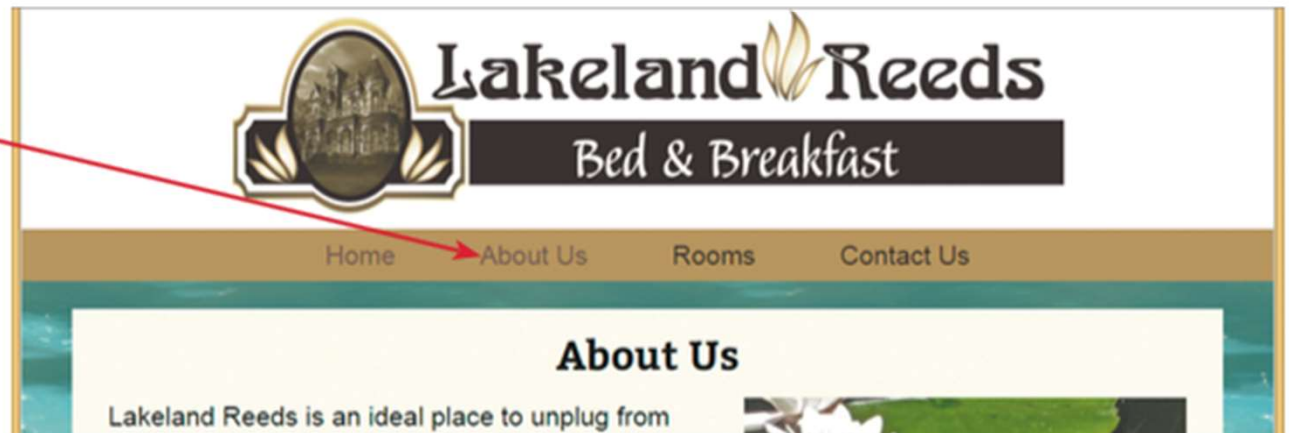 Lakeland Reeds
Bed & Breakfast
Home About Us Rooms Contact Us
About Us
Lakeland Reeds is an ideal place to unplug from